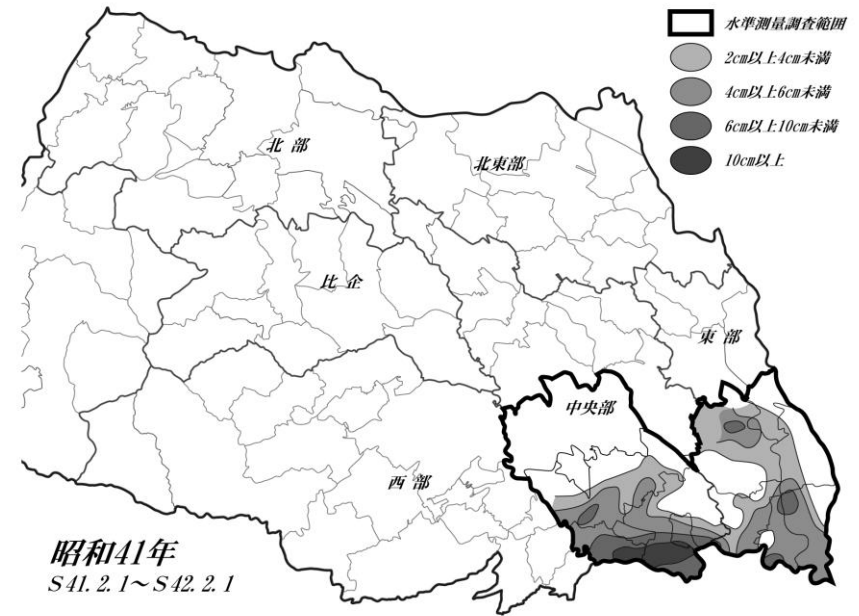 水準測量調査範囲
2cm以上4cm未満
4cm以上6cm未満
6cm以上10cm未満
10cm以上
北部
北東部
比企
東部
中央部
西部
昭和41年
S41.2.1～S42.2.1